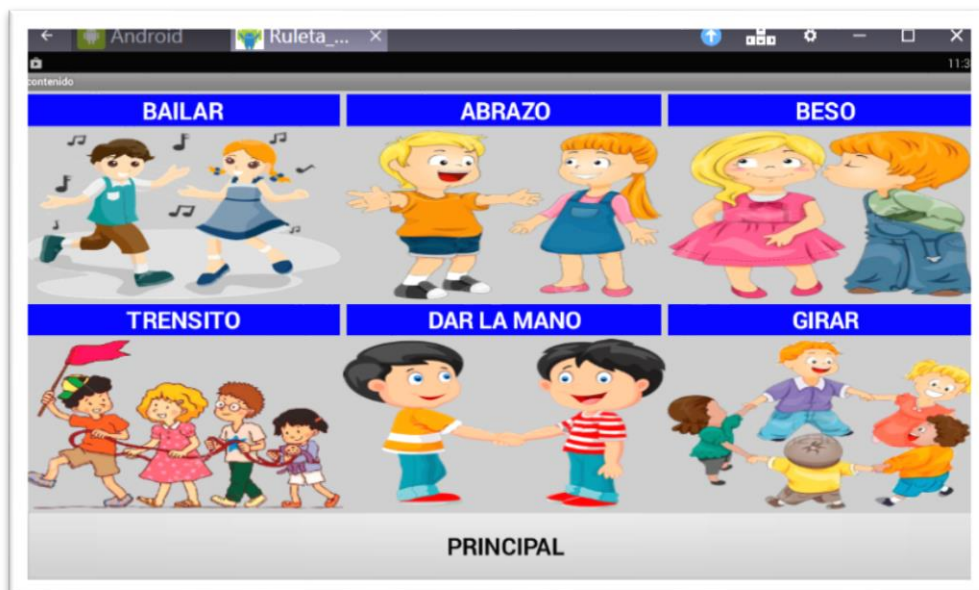 Android Ruleta_...
11:3
contenido
BAILAR ABRAZO BESO
TRENSITO DAR LA MANO GIRAR
PRINCIPAL